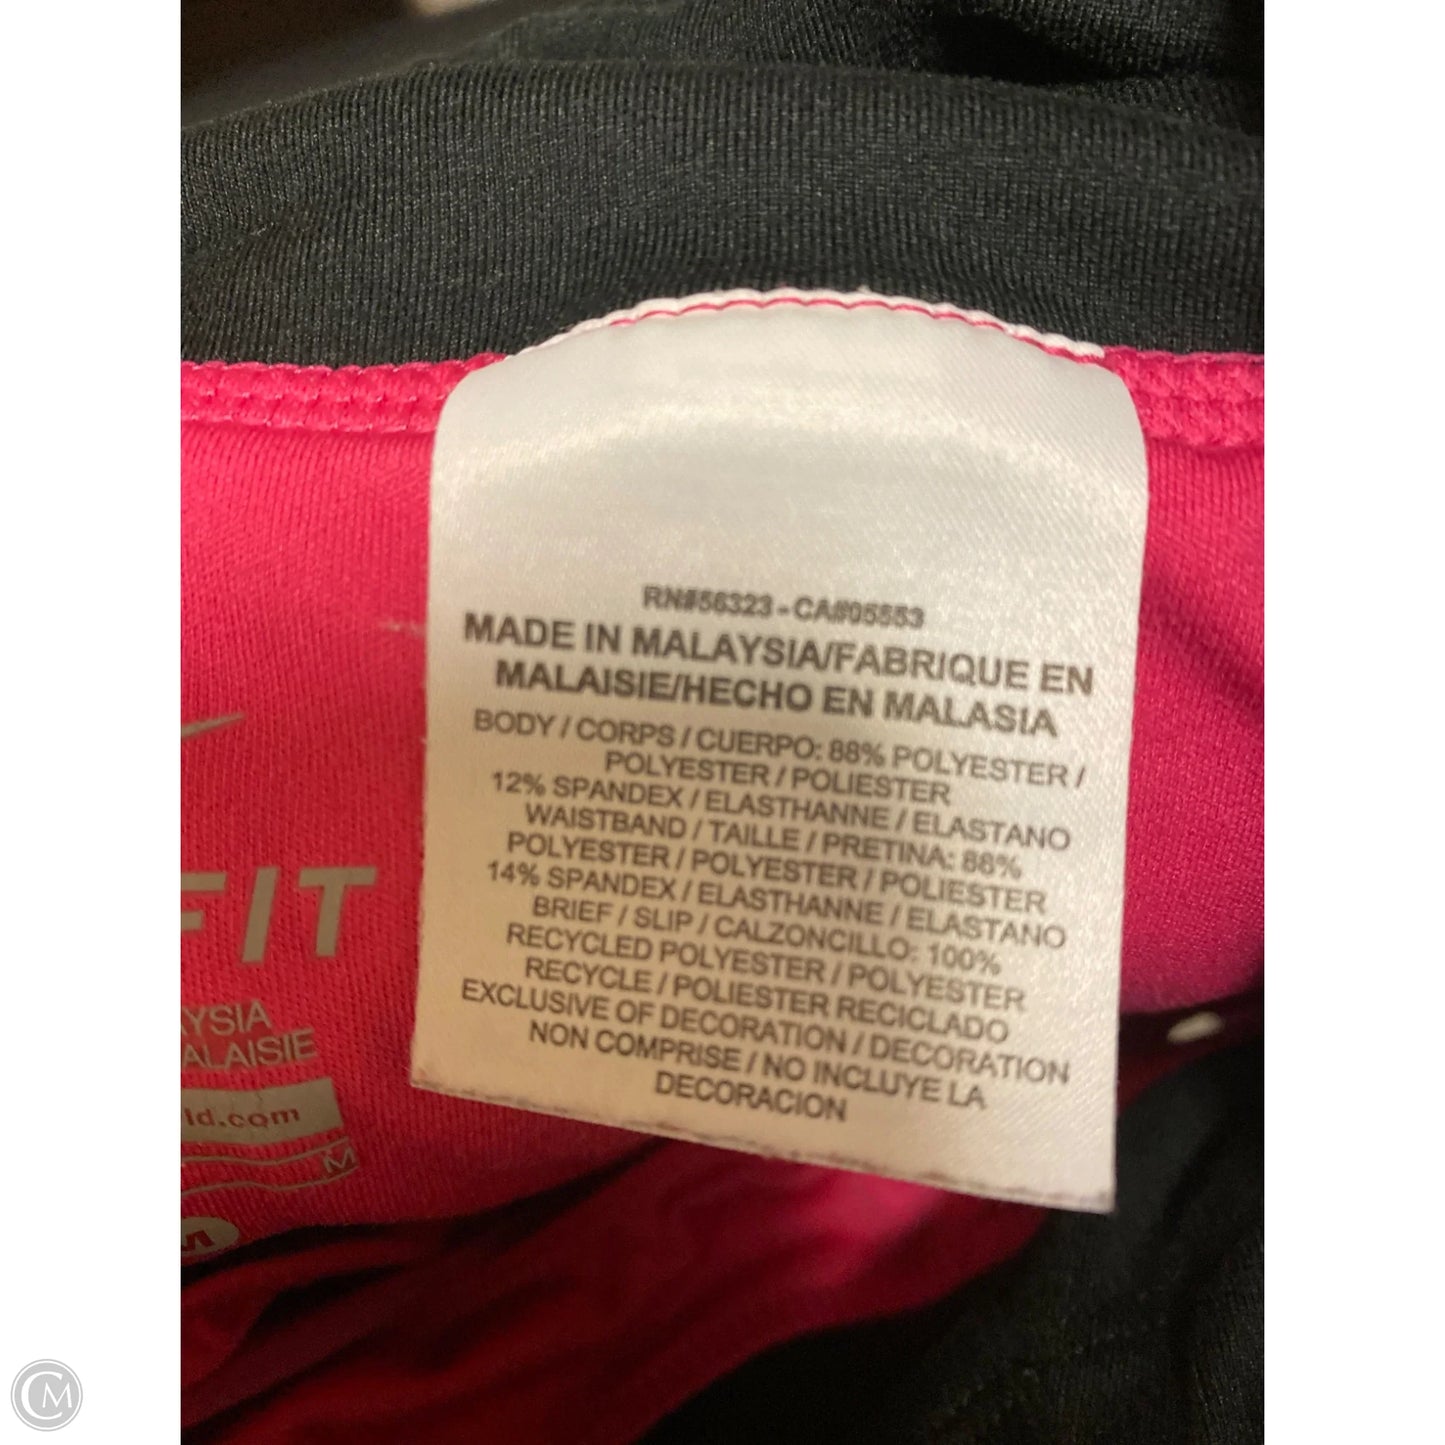 RN#56323 - CA#05553
MADE IN MALAYSIA/FABRIQUE EN
MALAISIE/HECHO EN MALASIA
BODY / CORPS / CUERPO: 88% POLYESTER /
POLYESTER / POLIESTER
12% SPANDEX / ELASTHANNE / ELASTANO
WAISTBAND / TAILLE / PRETINA: 86%
POLYESTER / POLYESTER / POLIESTER
14% SPANDEX / ELASTHANNE / ELASTANO
BRIEF / SLIP / CALZONCILLO: 100%
RECYCLED POLYESTER / POLYESTER
RECYCLE / POLIESTER RECICLADO
EXCLUSIVE OF DECORATION / DECORATION
NON COMPRISE / NO INCLUYE LA
DECORACION
FIT
YSIA
ALAISIE
ld.com
M
M
CM